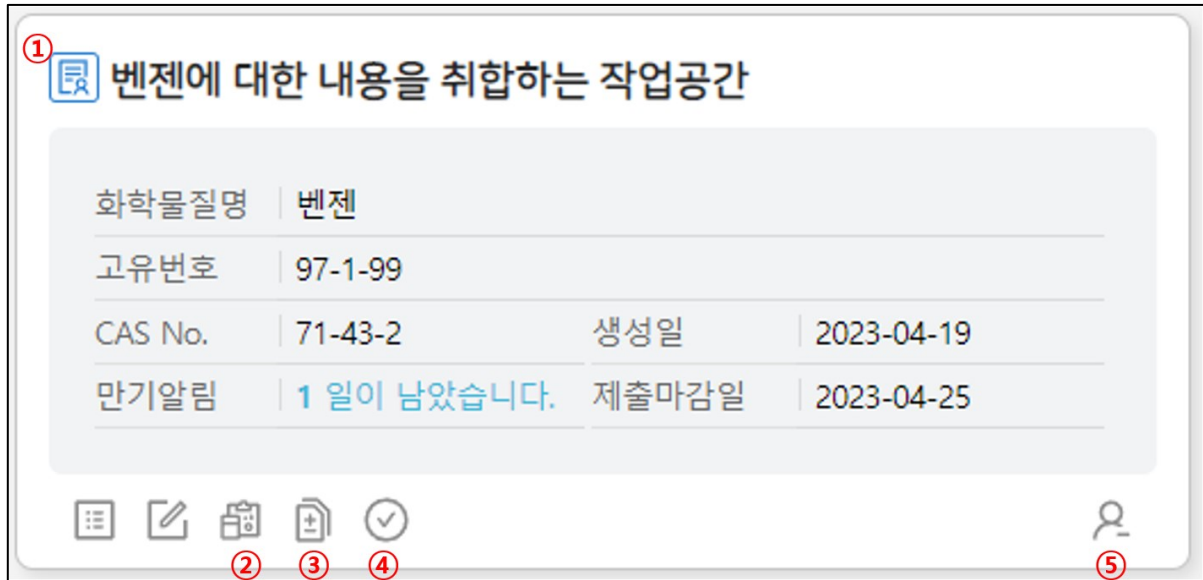 ①
벤젠에 대한 내용을 취합하는 작업공간
화학물질명 벤젠
고유번호 97-1-99
CAS No. 71-43-2 생성일 2023-04-19
만기알림 1 일이 남았습니다. 제출마감일 2023-04-25
② ③ ④ ⑤